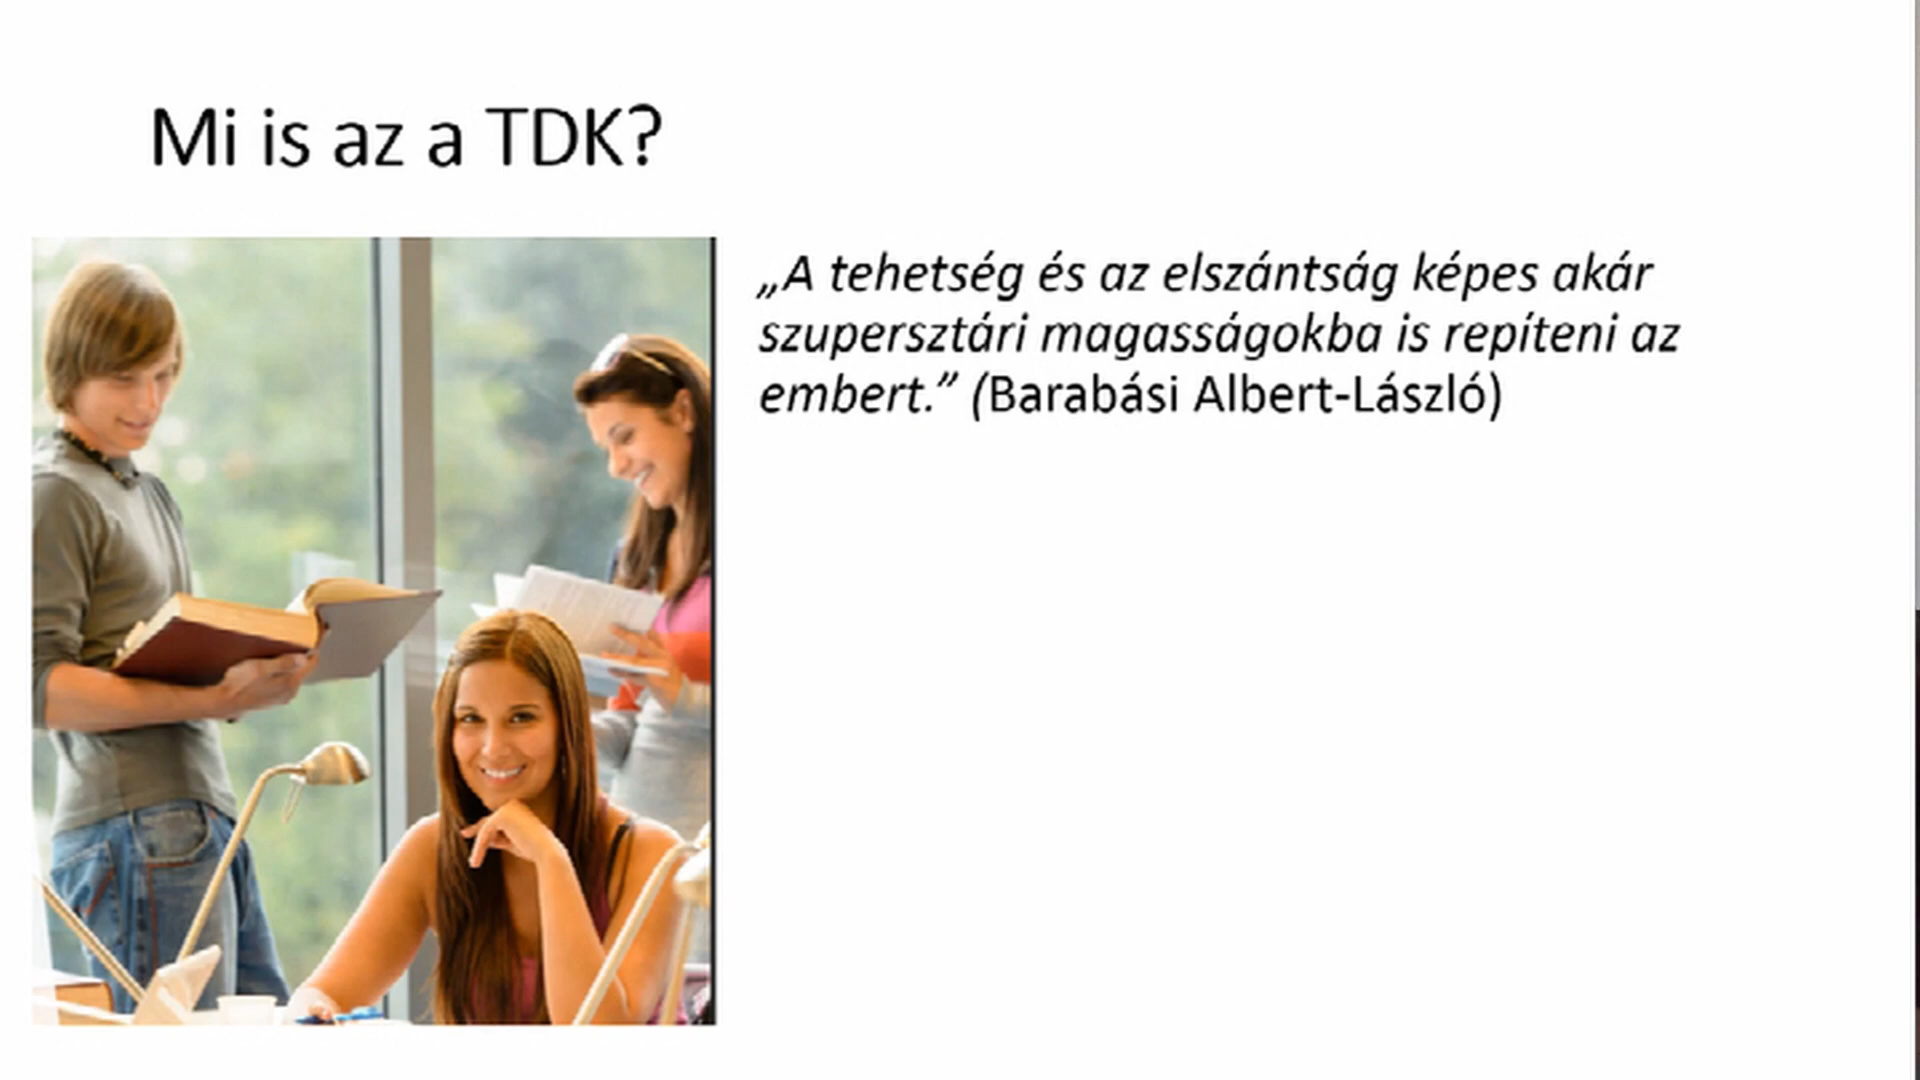 Mi is az a TDK?
„A tehetség és az elszántság képes akár
szupersztári magasságokba is repíteni az
embert.” (Barabási Albert-László)